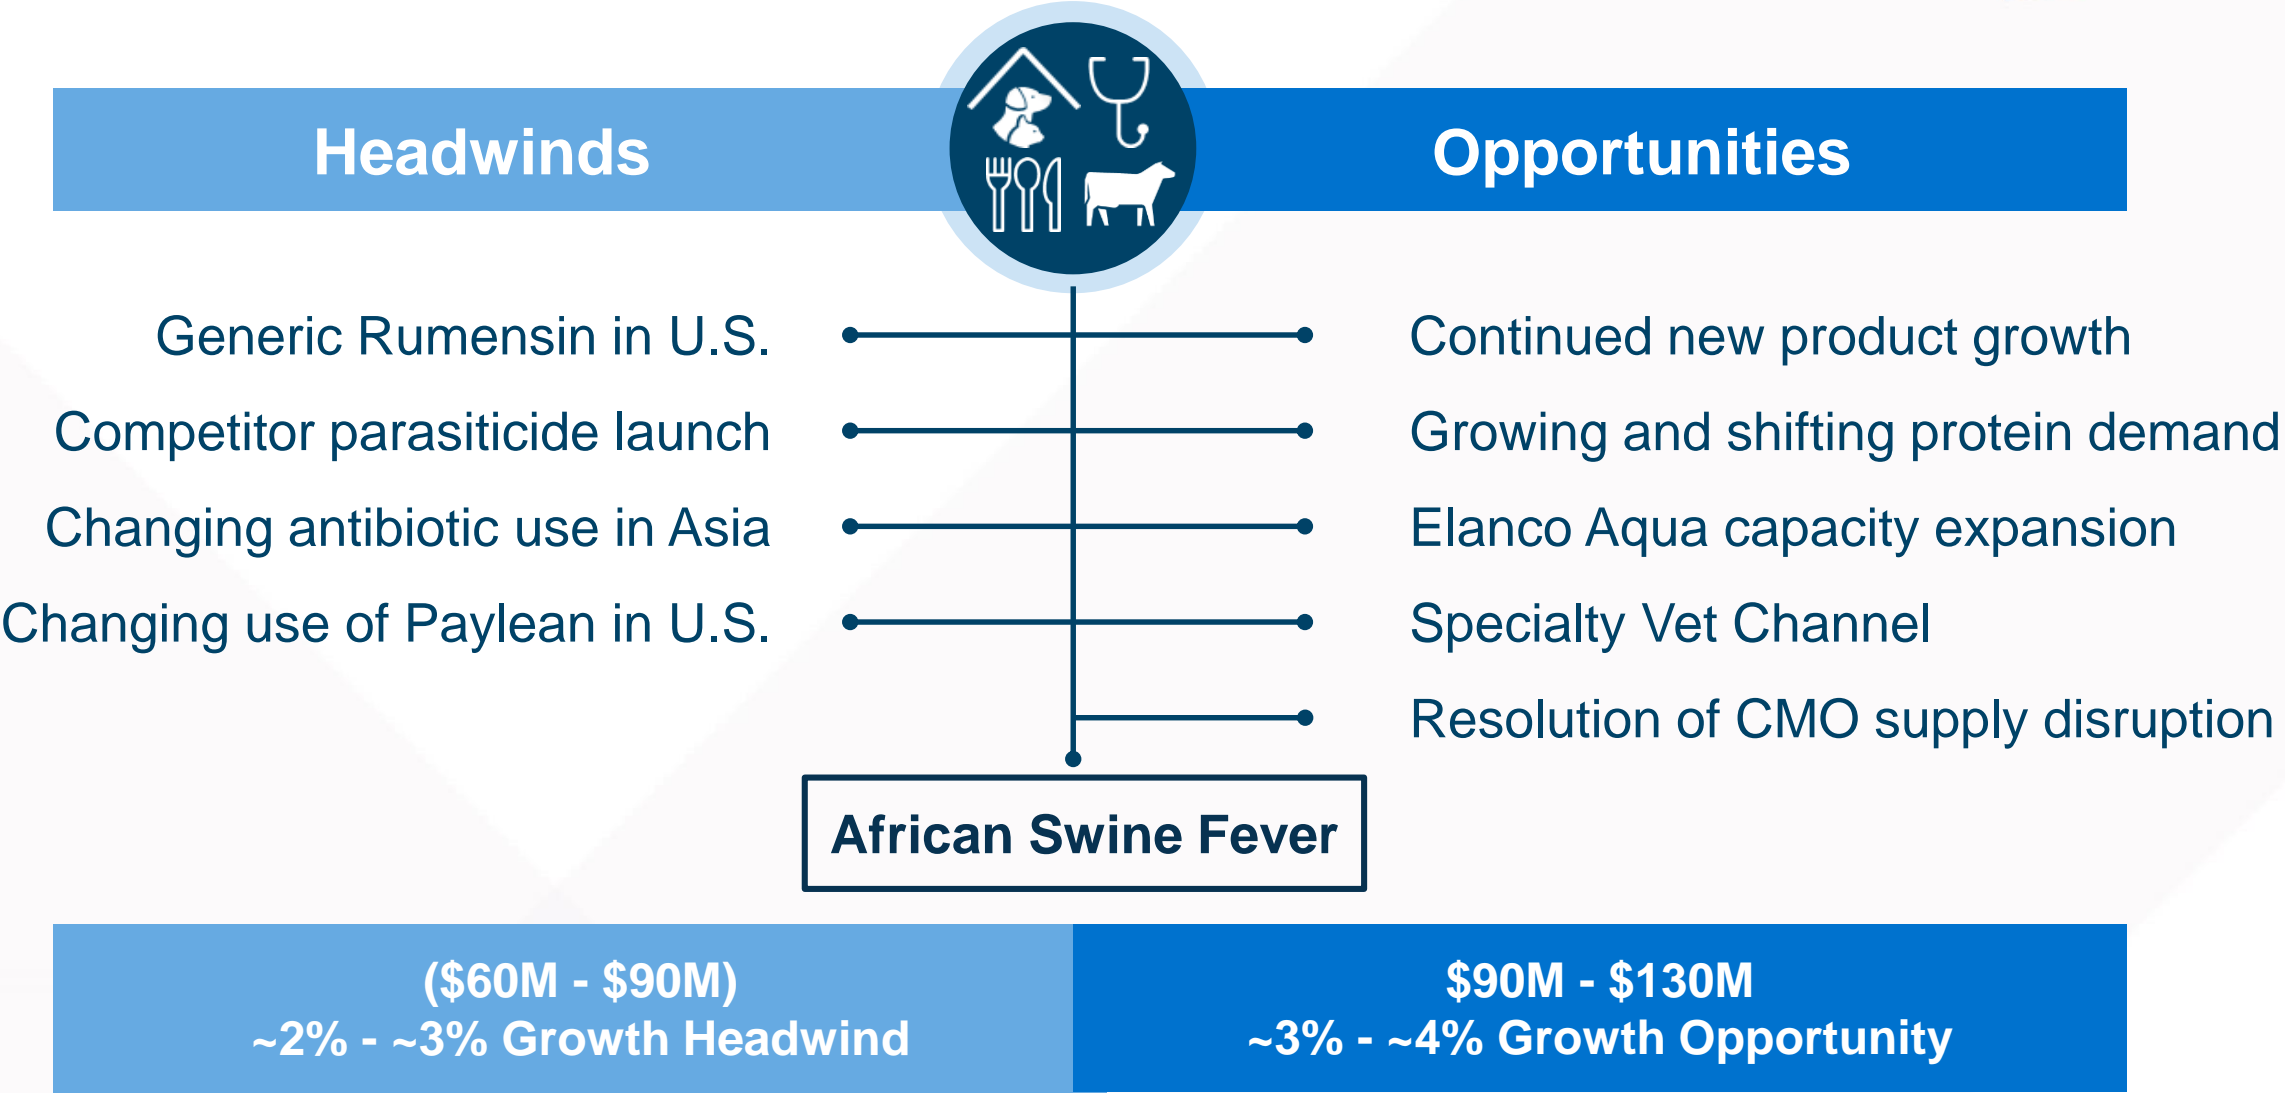 Headwinds
Opportunities
Generic Rumensin in U.S.
Continued new product growth
Competitor parasiticide launch
Growing and shifting protein demand
Changing antibiotic use in Asia
Elanco Aqua capacity expansion
Changing use of Paylean in U.S.
Specialty Vet Channel
Resolution of CMO supply disruption
African Swine Fever
($60M - $90M)
~2% - ~3% Growth Headwind
$90M - $130M
~3% - ~4% Growth Opportunity